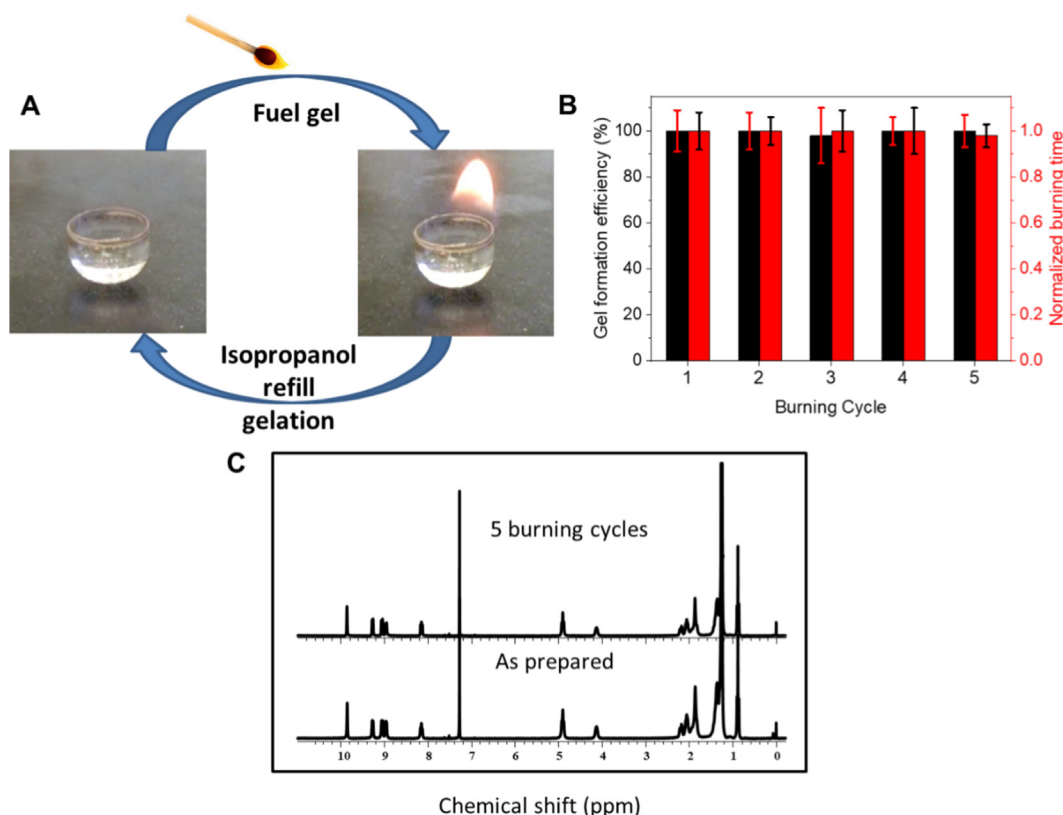 A
Fuel gel
Isopropanol
refill
gelation
B
Gel formation efficiency (%)
100
80
60
40
20
0
1.0
0.8
0.6
0.4
0.2
0.0
Normalized burning time
1 2 3 4 5
Burning Cycle
C
5 burning cycles
As prepared
10 9 8 7 6 5 4 3 2 1 0
Chemical shift (ppm)